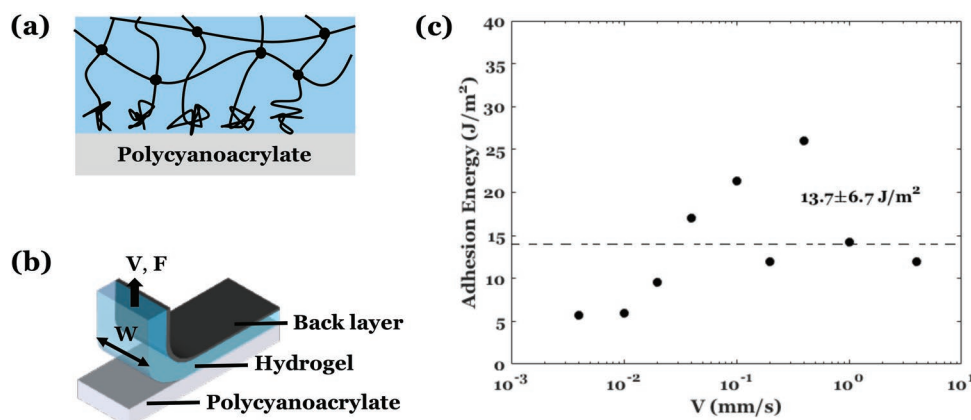 (a)
Polycyanoacrylate
(b)
V, F
W
Back layer
Hydrogel
Polycyanoacrylate
(c)
Adhesion Energy (J/m²)
40
35
30
25
20
15
10
5
0
13.7±6.7 J/m²
10⁻³
10⁻²
10⁻¹
10⁰
10¹
V (mm/s)